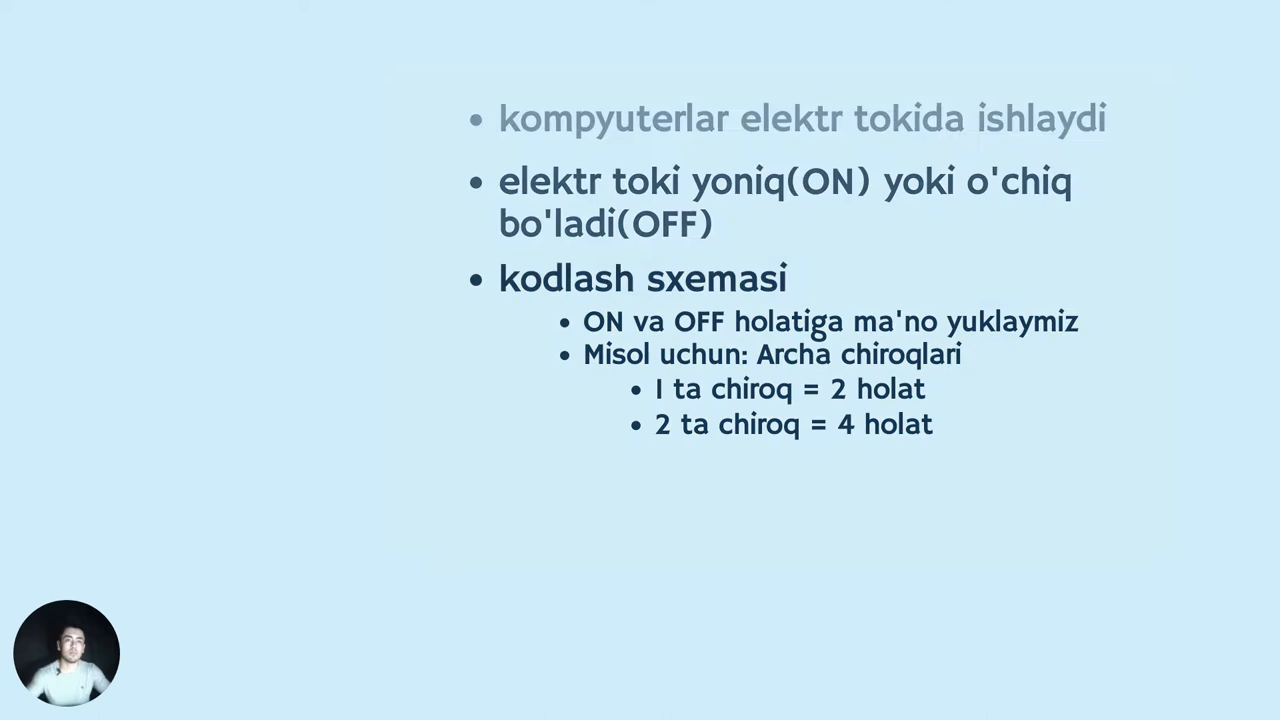 • kompyuterlar elektr tokida ishlaydi
• elektr toki yoniq(ON) yoki o'chiq
bo'ladi(OFF)
• kodlash sxemasi
• ON va OFF holatiga ma'no yuklaymiz
• Misol uchun: Archa chiroqlari
• 1 ta chiroq = 2 holat
• 2 ta chiroq = 4 holat